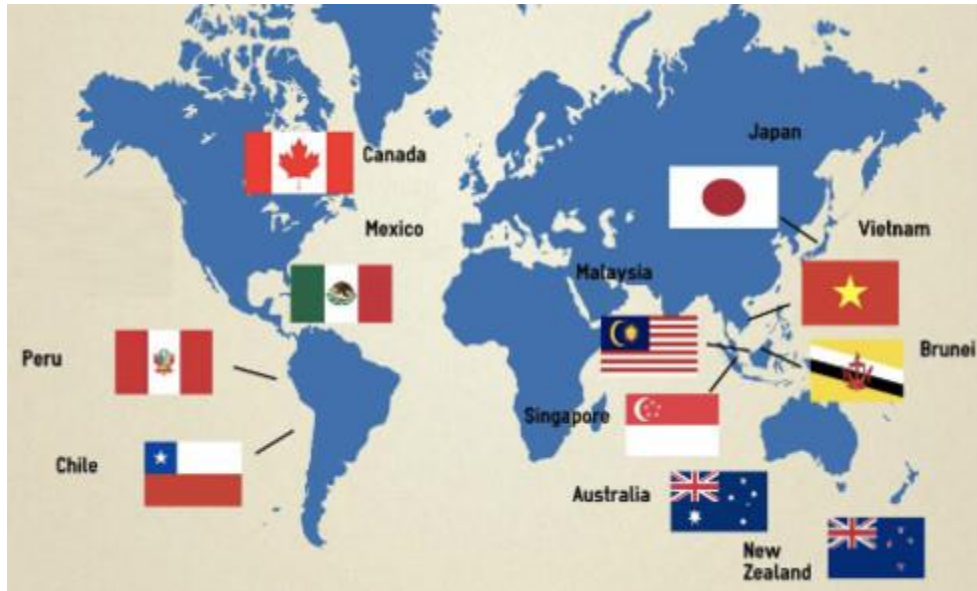 Japan
Canada
Mexico
Vietnam
Malaysia
Peru
Brunei
Singapore
Chile
Australia
New
Zealand